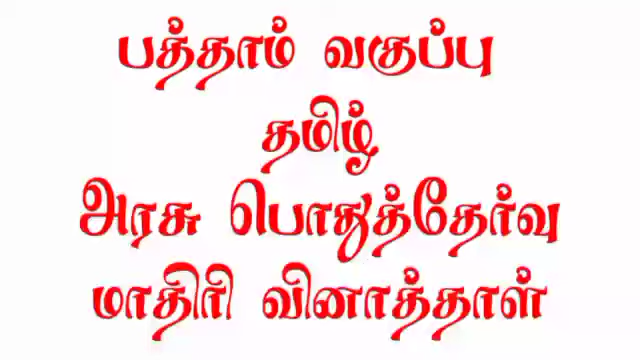 பத்தாம் வகுப்பு
தமிழ்
அரசு பொதுத்தேர்வு
மாதிரி வினாத்தாள்